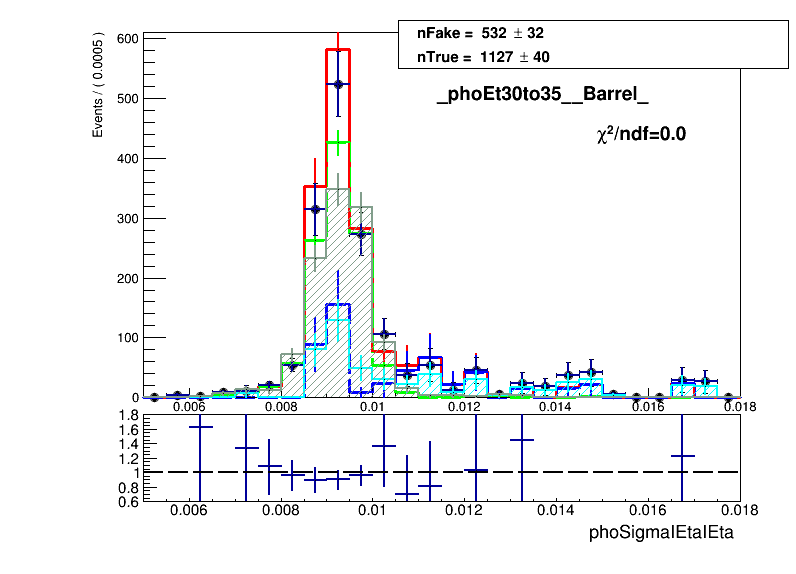 nFake = 532 ± 32
nTrue = 1127 ± 40
_phoEt30to35__Barrel_
χ²/ndf=0.0
Events / ( 0.0005 )
600
500
400
300
200
100
0
0.006 0.008 0.01 0.012 0.014 0.016 0.018
1.8
1.6
1.4
1.2
1
0.8
0.6
0.006 0.008 0.01 0.012 0.014 0.016 0.018
phoSigmaIEtaIEta